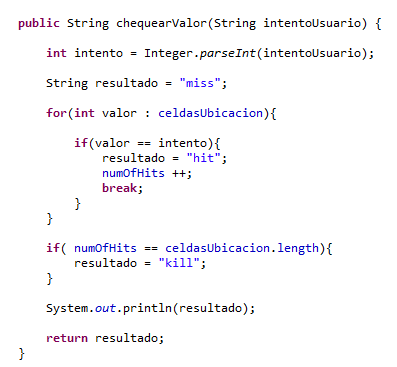 public String chequearValor(String intentoUsuario) {
int intento = Integer.parseInt(intentoUsuario);
String resultado = "miss";
for(int valor : celdasUbicacion){
if(valor == intento){
resultado = "hit";
numOfHits ++;
break;
}
}
if( numOfHits == celdasUbicacion.length){
resultado = "kill";
}
System.out.println(resultado);
return resultado;
}